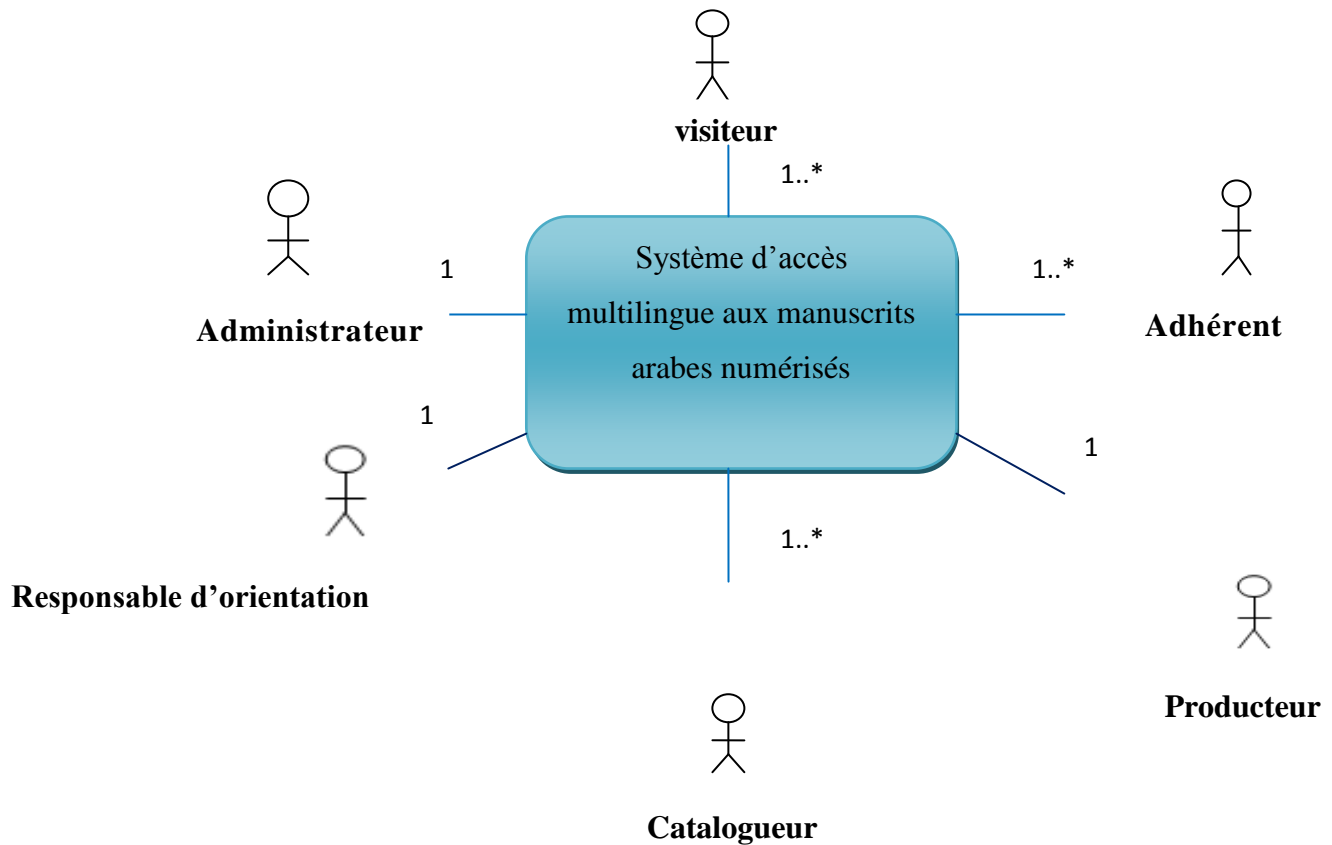 visiteur
1..*
Système d’accès
multilingue aux manuscrits
arabes numérisés
1
1..*
Administrateur
Adhérent
1
1
Responsable d’orientation
1..*
Producteur
Catalogueur